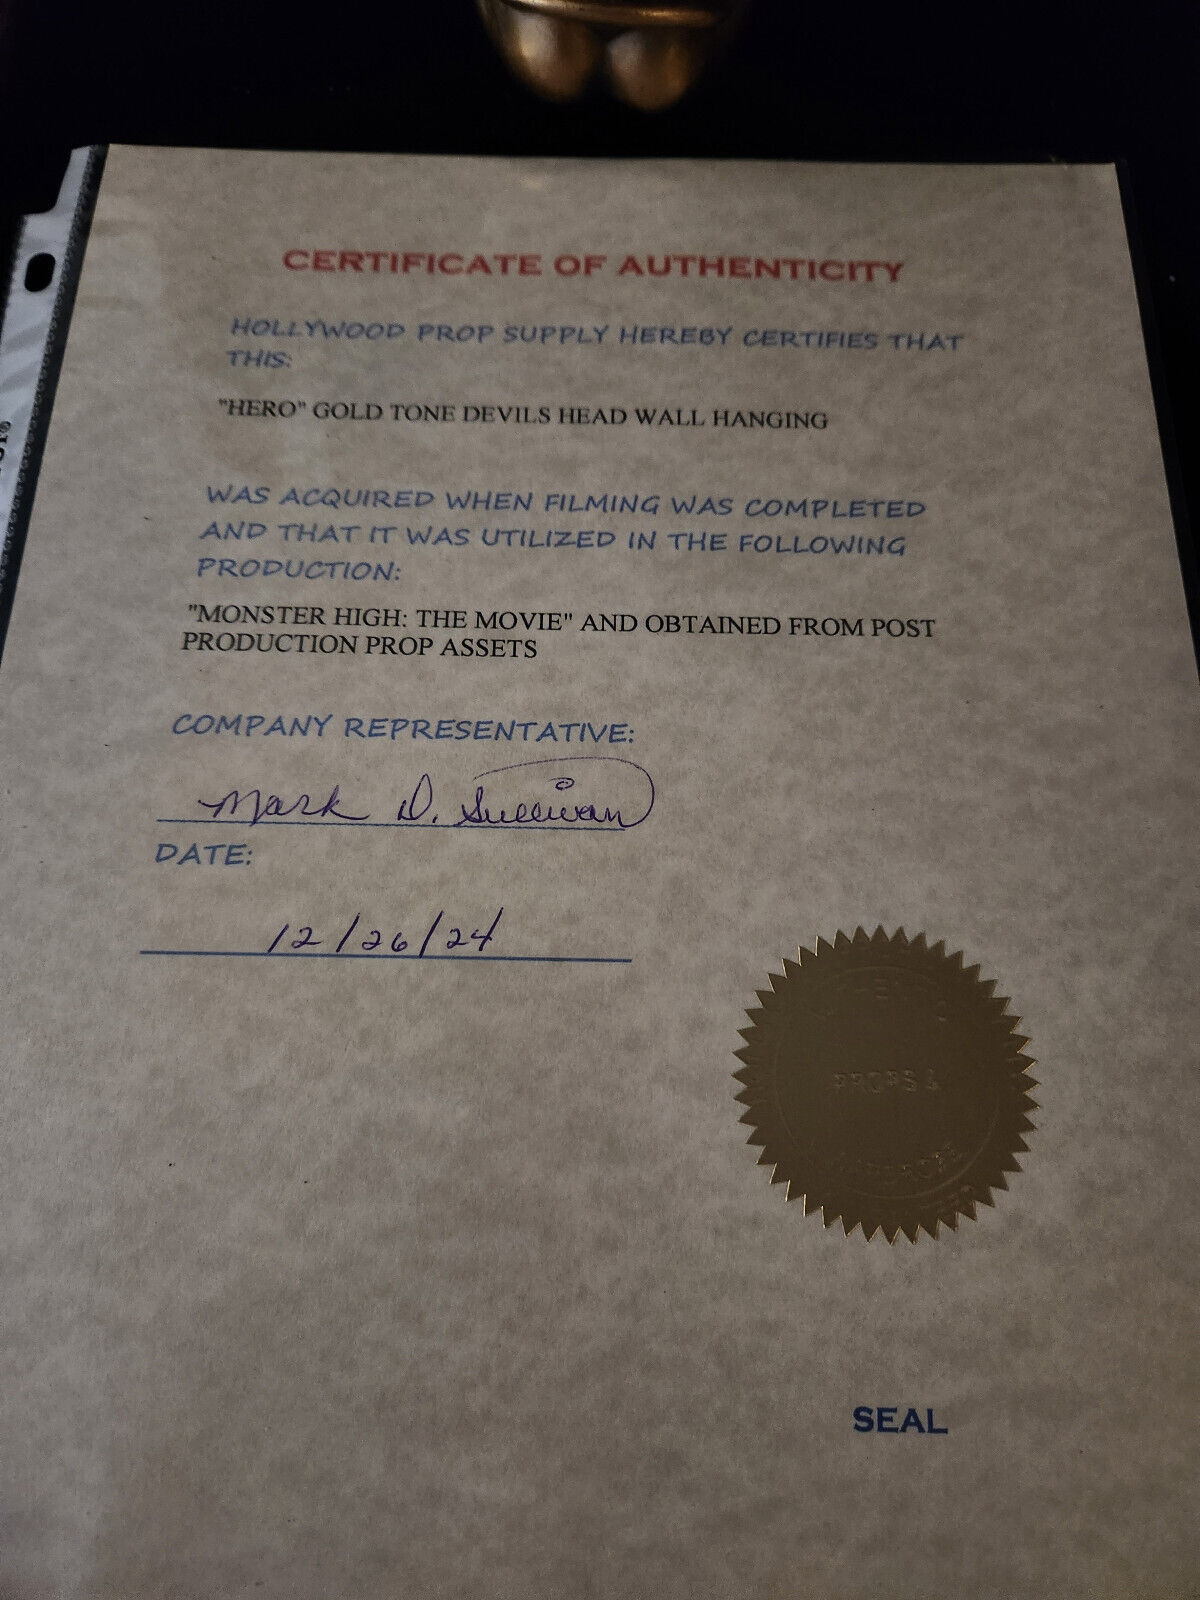 CERTIFICATE OF AUTHENTICITY
HOLLYWOOD PROP SUPPLY HEREBY CERTIFIES THAT
THIS:
"HERO" GOLD TONE DEVILS HEAD WALL HANGING
WAS ACQUIRED WHEN FILMING WAS COMPLETED
AND THAT IT WAS UTILIZED IN THE FOLLOWING
PRODUCTION:
"MONSTER HIGH: THE MOVIE" AND OBTAINED FROM POST
PRODUCTION PROP ASSETS
COMPANY REPRESENTATIVE:
Mark D. Sullivan
DATE:
12/26/24
PROPS &
SEAL